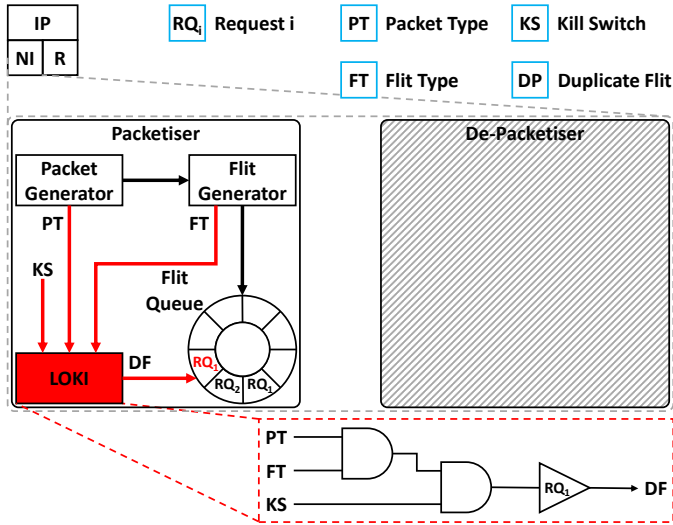 IP
NI R
RQi Request i
PT Packet Type
KS Kill Switch
FT Flit Type
DP Duplicate Flit
Packetiser
De-Packetiser
Packet
Generator
Flit
Generator
PT
FT
KS
Flit
Queue
LOKI
DF
RQ1
RQ2
RQ1
PT
FT
KS
RQ1
DF